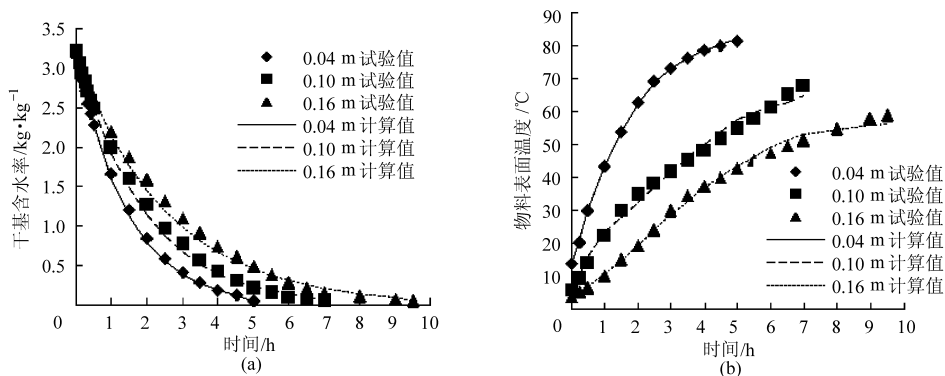 3.5
3.0
2.5
2.0
1.5
1.0
0.5
0
1 2 3 4 5 6 7 8 9 10
干基含水率/kg•kg⁻¹
时间/h
0.04 m 试验值
0.10 m 试验值
0.16 m 试验值
0.04 m 计算值
0.10 m 计算值
0.16 m 计算值
(a)
90
80
70
60
50
40
30
20
10
0
1 2 3 4 5 6 7 8 9 10
物料表面温度/℃
时间/h
0.04 m 试验值
0.10 m 试验值
0.16 m 试验值
0.04 m 计算值
0.10 m 计算值
0.16 m 计算值
(b)